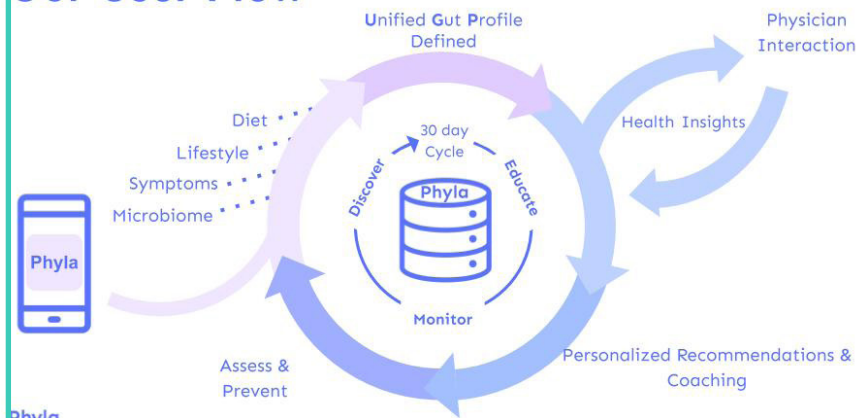 Unified Gut Profile
Defined
Physician
Interaction
Diet
Lifestyle
Symptoms
Microbiome
30 day
Cycle
Health Insights
Discover
Educate
Phyla
Monitor
Phyla
Assess &
Prevent
Personalized Recommendations &
Coaching
Phyla